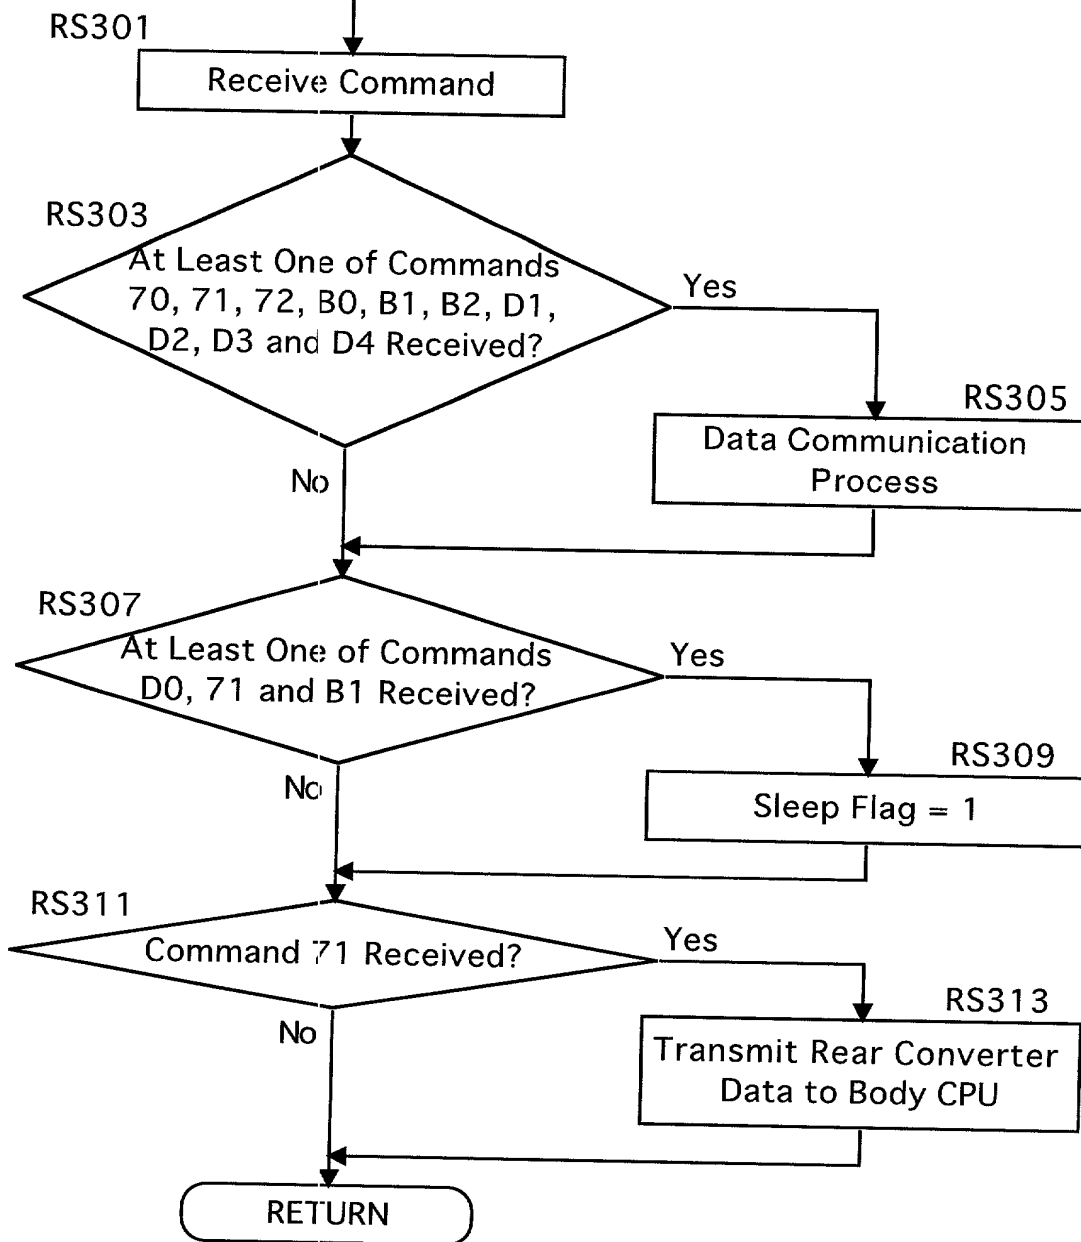 RS301
Receive Command
RS303
At Least One of Commands
70, 71, 72, B0, B1, B2, D1,
D2, D3 and D4 Received?
Yes
No
RS305
Data Communication
Process
RS307
At Least One of Commands
D0, 71 and B1 Received?
Yes
No
RS309
Sleep Flag = 1
RS311
Command 71 Received?
Yes
No
RS313
Transmit Rear Converter
Data to Body CPU
RETURN